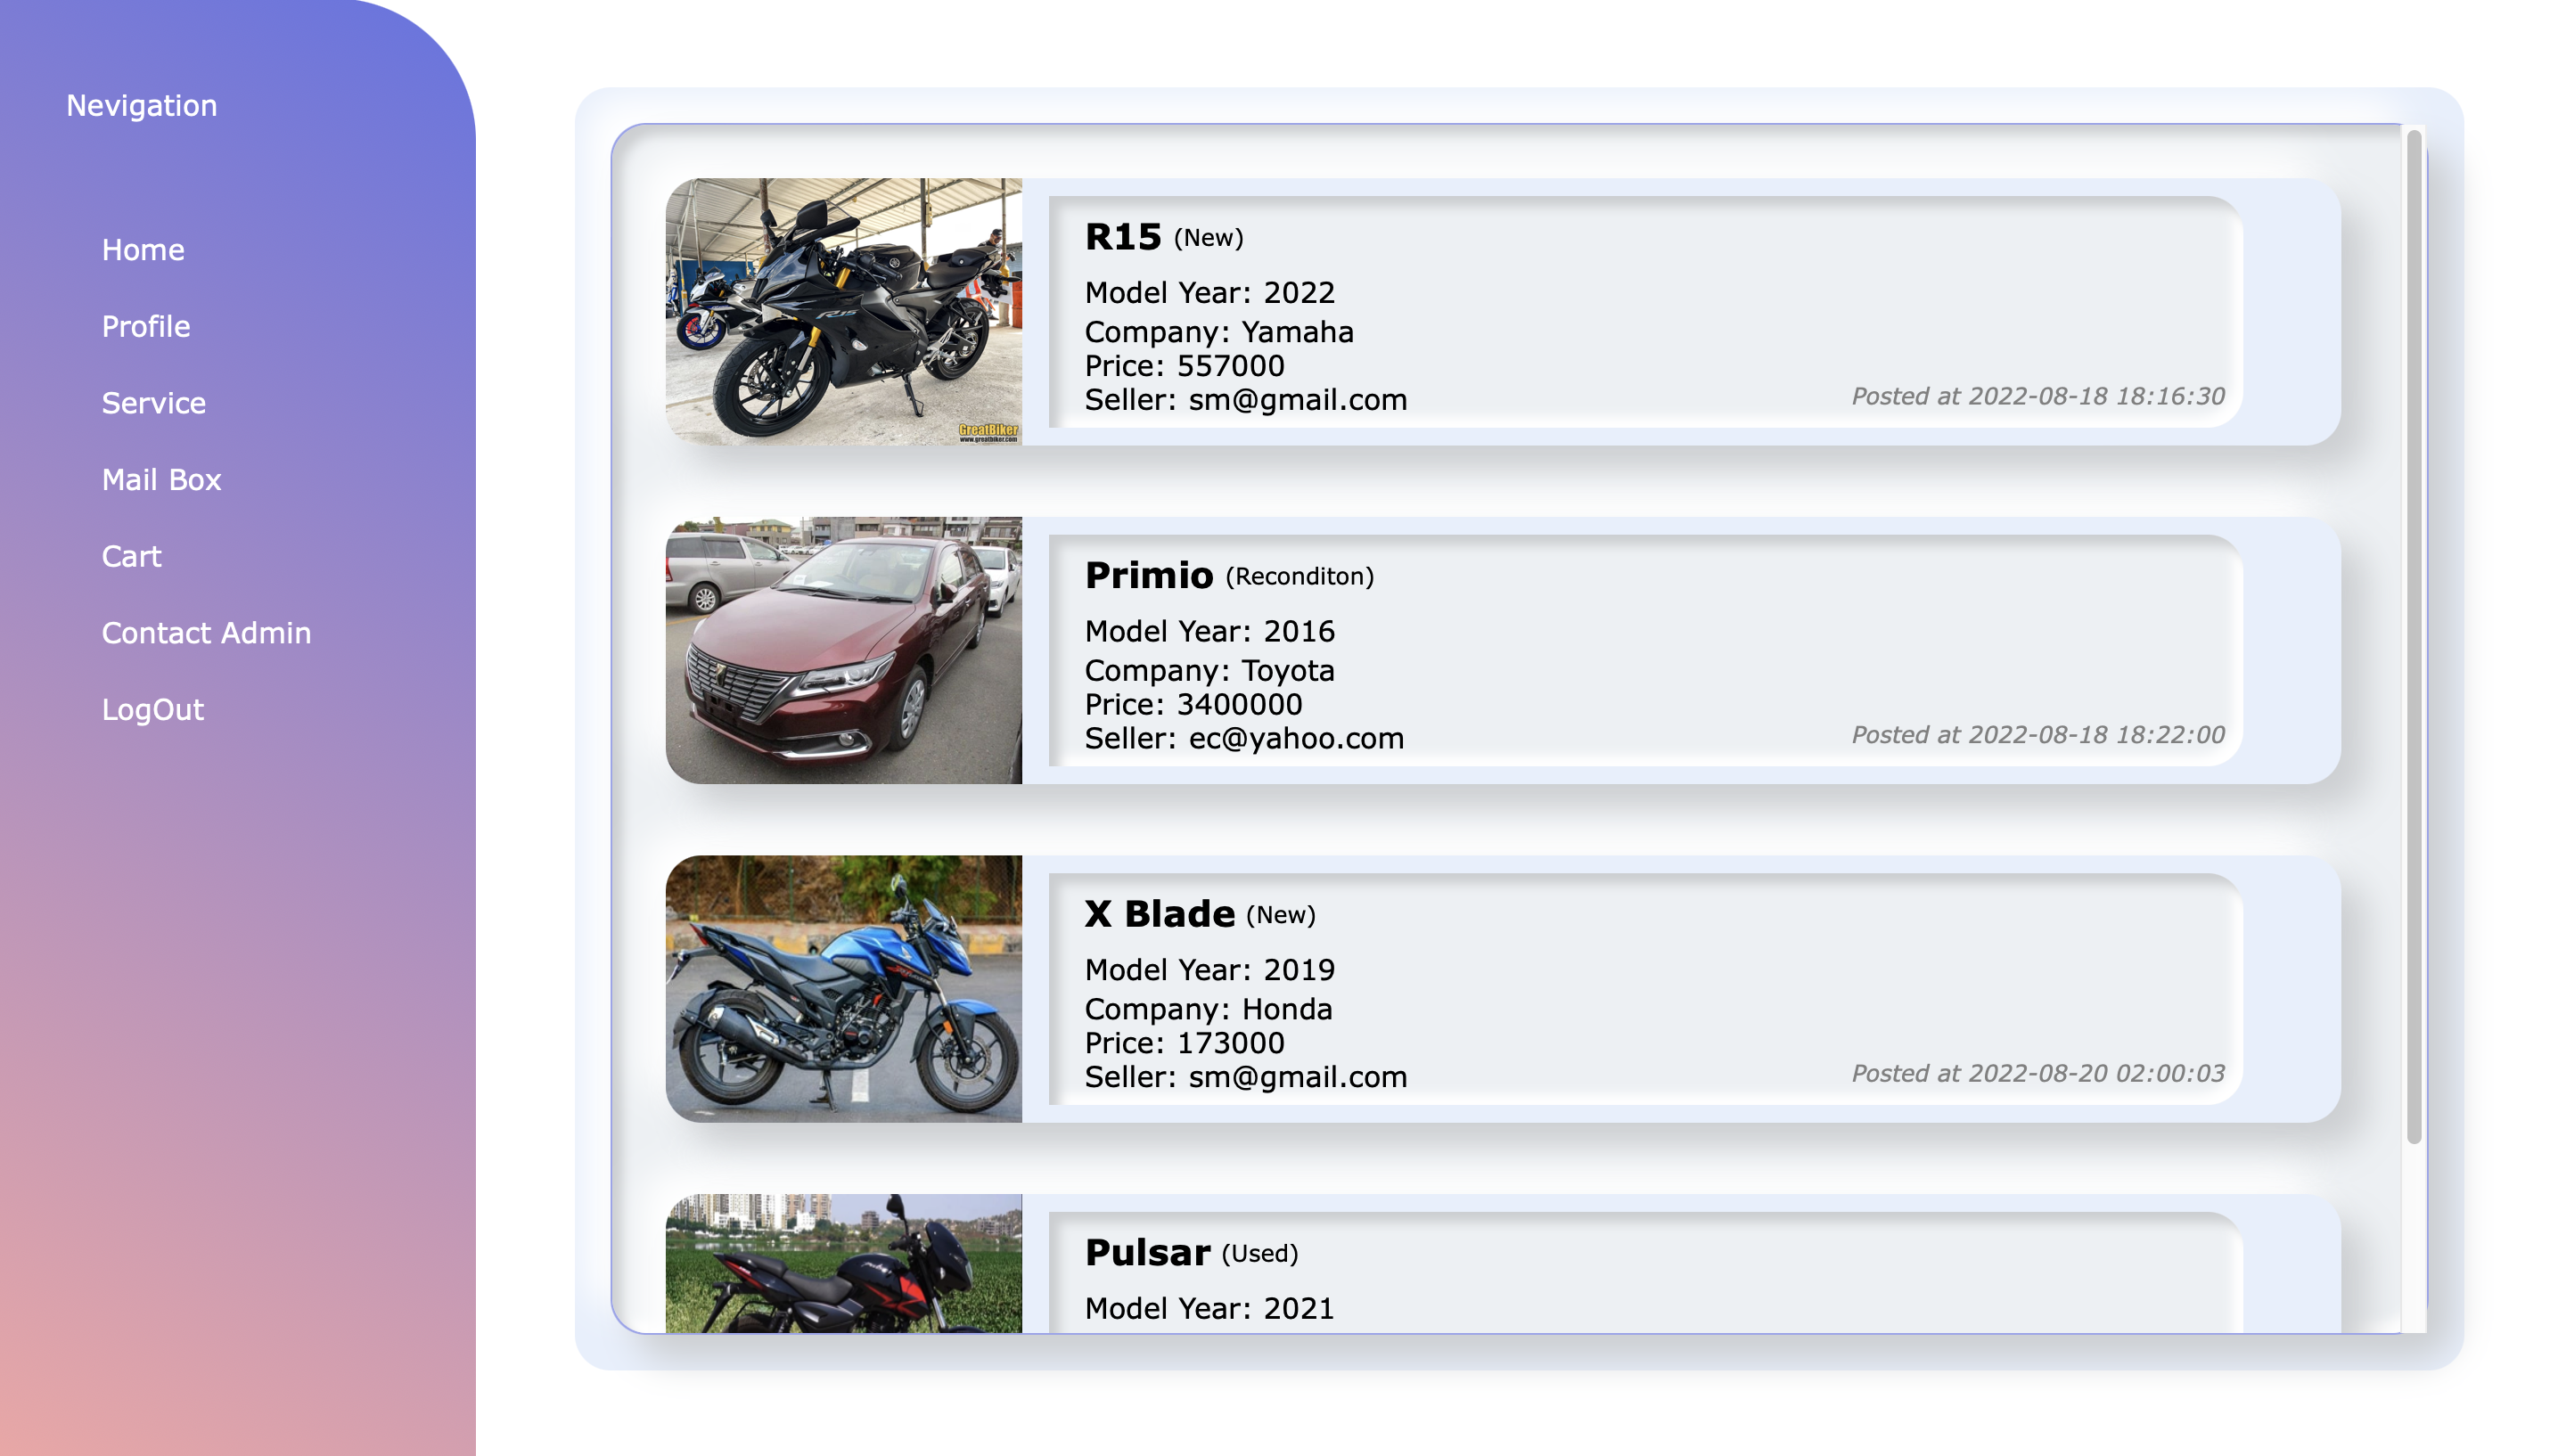 Nevigation
Home
Profile
Service
Mail Box
Cart
Contact Admin
LogOut
R15
GreatBiker
www.greatbiker.com
R15 (New)
Model Year: 2022
Company: Yamaha
Price: 557000
Seller: sm@gmail.com
Posted at 2022-08-18 18:16:30
Primio (Reconditon)
Model Year: 2016
Company: Toyota
Price: 3400000
Seller: ec@yahoo.com
Posted at 2022-08-18 18:22:00
X Blade (New)
Model Year: 2019
Company: Honda
Price: 173000
Seller: sm@gmail.com
Posted at 2022-08-20 02:00:03
Pulsar (Used)
Model Year: 2021